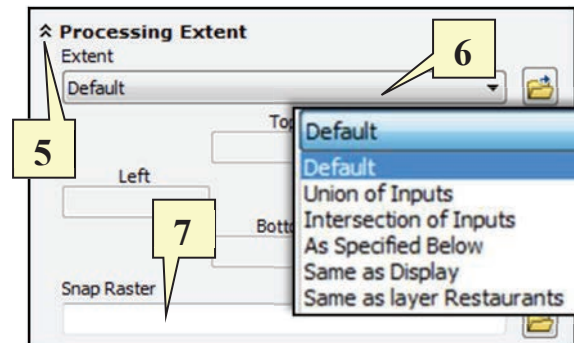 Processing Extent
Extent
6
Default
5
Top
Default
Default
Union of Inputs
Intersection of Inputs
As Specified Below
Same as Display
Same as layer Restaurants
Left
7
Snap Raster